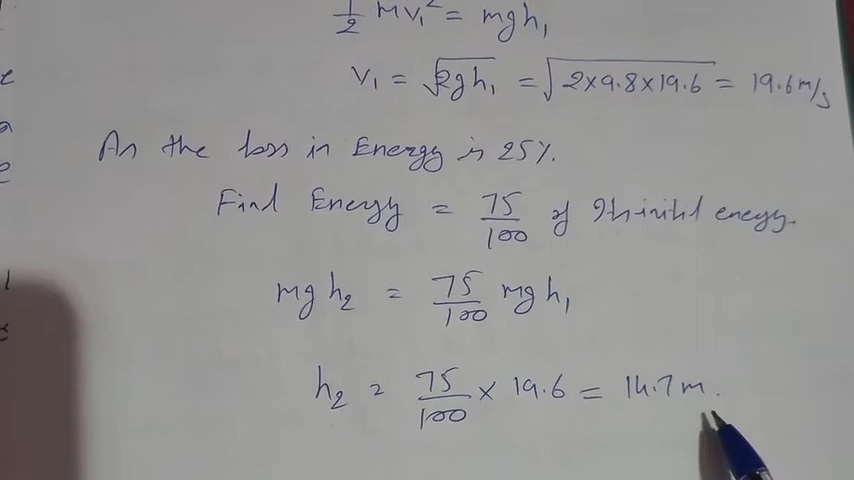 1/2 MV₁² = mgh₁
V₁ = √2gh₁ = √2×9.8×19.6 = 19.6 m/s
As the loss in Energy is 25%.
Final Energy = 75/100 of Its initial energy.
mgh₂ = 75/100 mgh₁
h₂ = 75/100 × 19.6 = 14.7 m.